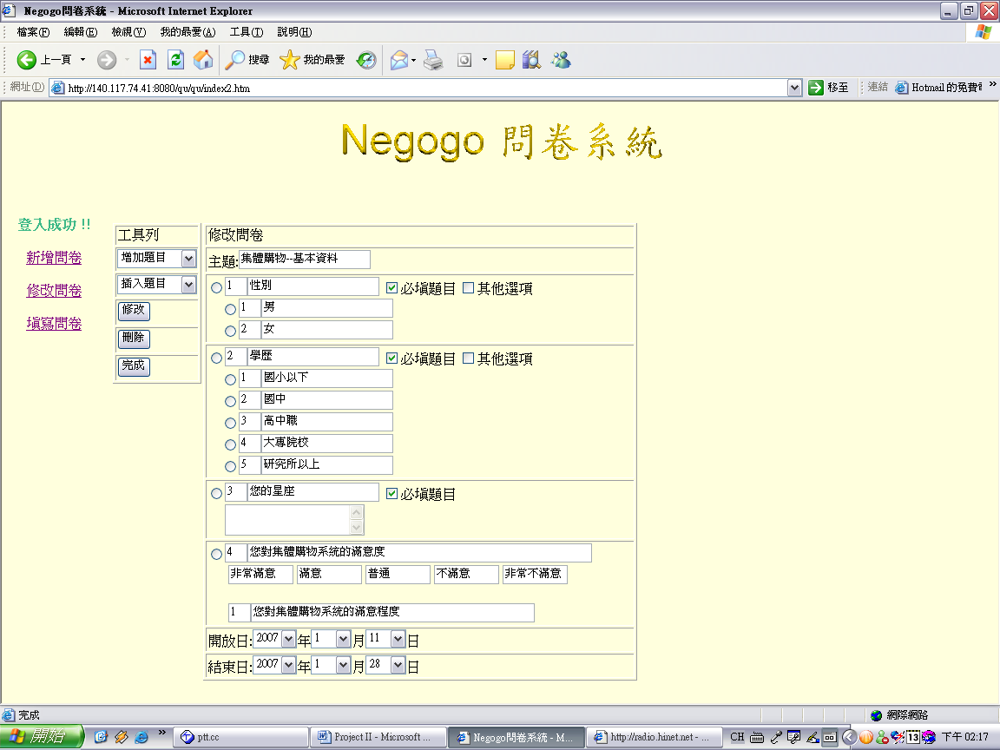 Negogo問卷系統 - Microsoft Internet Explorer
檔案(F) 編輯(E) 檢視(V) 我的最愛(A) 工具(T) 說明(H)
上一頁 搜尋 我的最愛
網址(D) http://140.117.74.41:8080/qu/qu/index2.htm 移至 連結 Hotmail 的免費
Negogo 問卷系統
登入成功 !!
新增問卷
修改問卷
填寫問卷
工具列
增加題目
插入題目
修改
刪除
完成
修改問卷
主題:集體購物--基本資料
1 性別 必填題目 其他選項
1 男
2 女
2 學歷 必填題目 其他選項
1 國小以下
2 國中
3 高中職
4 大專院校
5 研究所以上
3 您的星座 必填題目
4 您對集體購物系統的滿意度
非常滿意 滿意 普通 不滿意 非常不滿意
1 您對集體購物系統的滿意程度
開放日:2007年1月11日
結束日:2007年1月28日
完成 網際網路
開始 ptt.cc Project II - Microsoft ... Negogo問卷系統 - M... http://radio.hinet.net - ... CH 13 下午 02:17